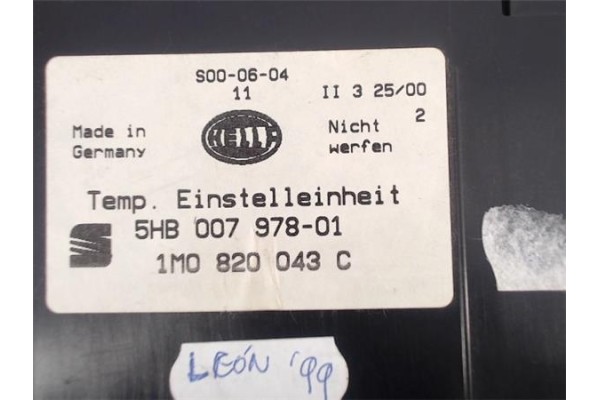 S00-06-04
11
II 3 25/00
2
Made in
Germany
HELLA
Nicht
werfen
Temp. Einstelleinheit
5HB 007 978-01
1M0 820 043 C
LEÓN '99